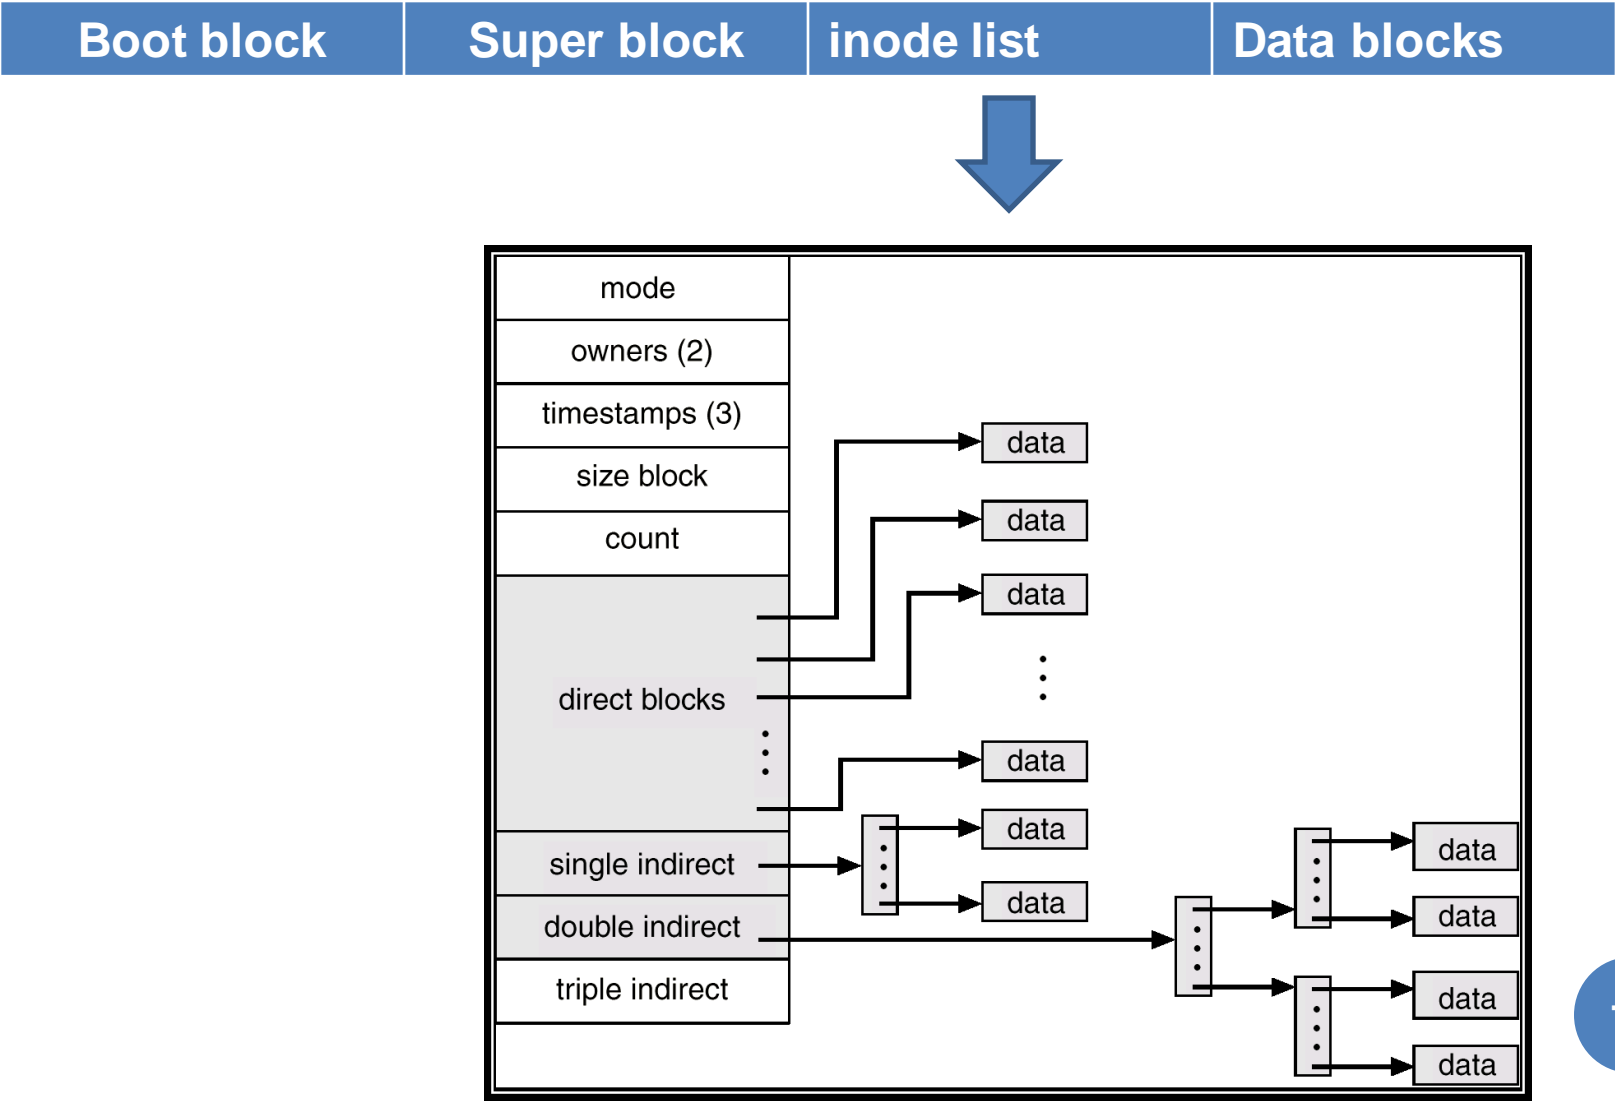 Boot block Super block inode list Data blocks
mode
owners (2)
timestamps (3)
size block
count
direct blocks
single indirect
double indirect
triple indirect
data
data
data
data
data
data
data
data
data
data